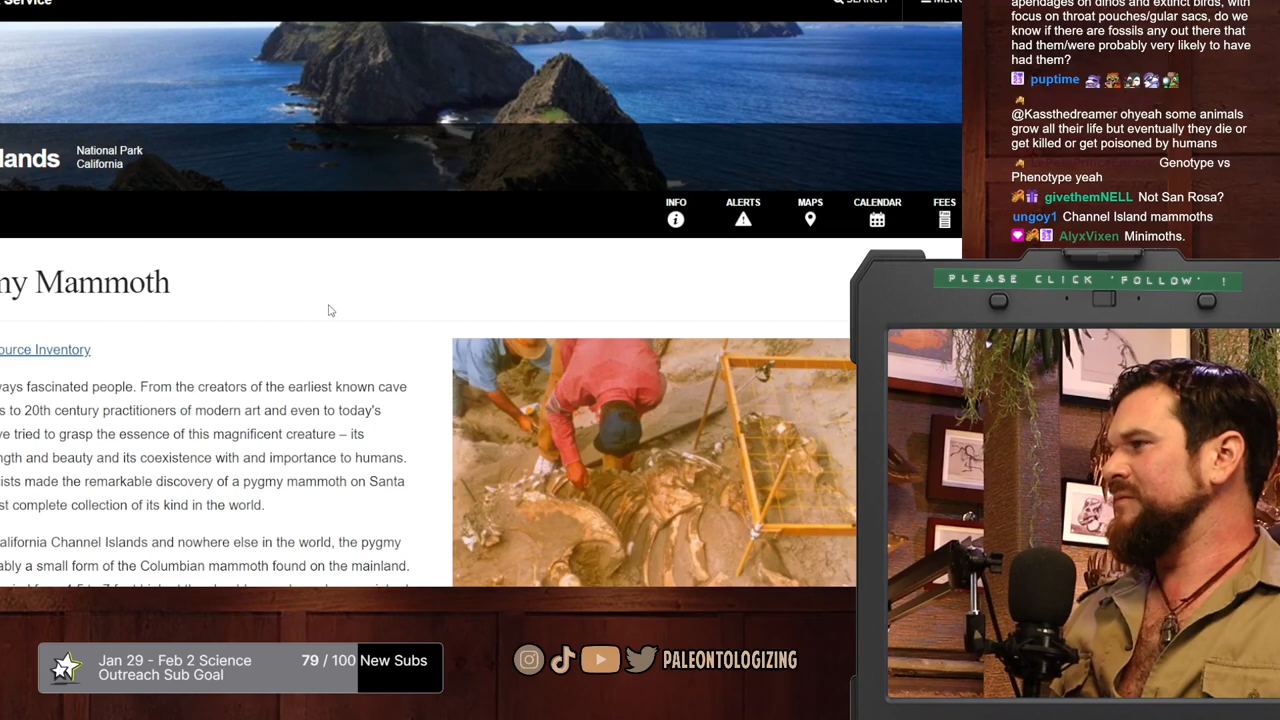 Service
SEARCH
MENU
lands
National Park
California
INFO
ALERTS
MAPS
CALENDAR
FEES
my Mammoth
ource Inventory
ways fascinated people. From the creators of the earliest known cave
s to 20th century practitioners of modern art and even to today's
ve tried to grasp the essence of this magnificent creature – its
ngth and beauty and its coexistence with and importance to humans.
ists made the remarkable discovery of a pygmy mammoth on Santa
st complete collection of its kind in the world.
alifornia Channel Islands and nowhere else in the world, the pygmy
ably a small form of the Columbian mammoth found on the mainland.
appendages on dinos and extinct birds, with
focus on throat pouches/gular sacs, do we
know if there are fossils any out there that
had them/were probably very likely to have
had them?
puptime
@Kassthedreamer ohyeah some animals
grow all their life but eventually they die or
get killed or get poisoned by humans
Genotype vs
Phenotype yeah
givethemNELL Not San Rosa?
ungoy1 Channel Island mammoths
AlyxVixen Minimoths.
PLEASE CLICK 'FOLLOW' !
Jan 29 - Feb 2 Science
Outreach Sub Goal
79 / 100 New Subs
PALEONTOLOGIZING